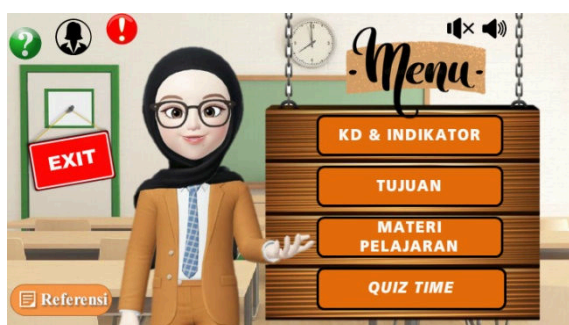 ?
!
Menu
KD & INDIKATOR
EXIT
TUJUAN
MATERI
PELAJARAN
QUIZ TIME
Referensi